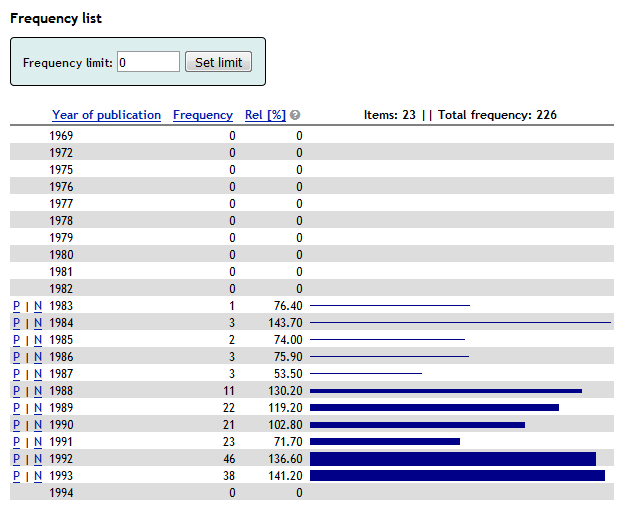 Frequency list
Frequency limit: 0 Set limit
Year of publication Frequency Rel [%] ? Items: 23 || Total frequency: 226
1969 0 0
1972 0 0
1975 0 0
1976 0 0
1977 0 0
1978 0 0
1979 0 0
1980 0 0
1981 0 0
1982 0 0
P | N 1983 1 76.40
P | N 1984 3 143.70
P | N 1985 2 74.00
P | N 1986 3 75.90
P | N 1987 3 53.50
P | N 1988 11 130.20
P | N 1989 22 119.20
P | N 1990 21 102.80
P | N 1991 23 71.70
P | N 1992 46 136.60
P | N 1993 38 141.20
1994 0 0